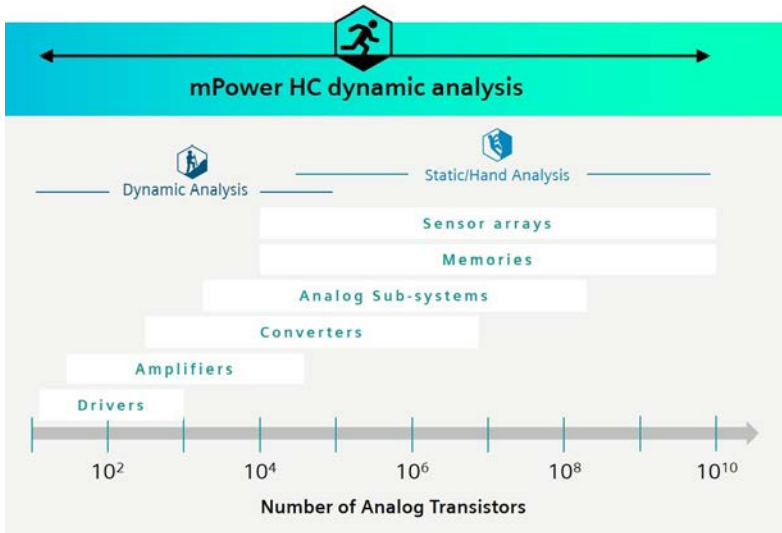 mPower HC dynamic analysis
Dynamic Analysis
Static/Hand Analysis
Sensor arrays
Memories
Analog Sub-systems
Converters
Amplifiers
Drivers
10² 10⁴ 10⁶ 10⁸ 10¹⁰
Number of Analog Transistors